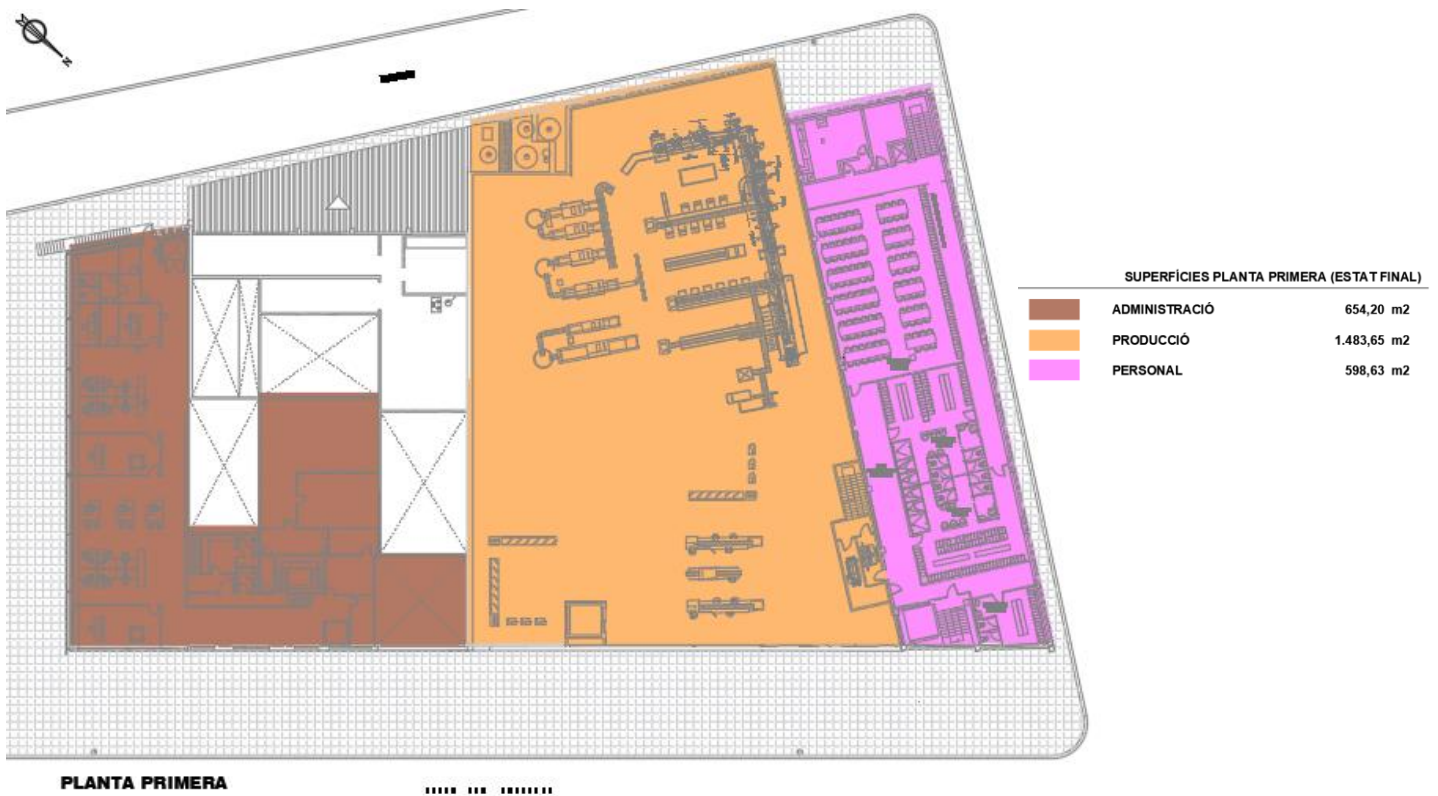 N
SUPERFÍCIES PLANTA PRIMERA (ESTAT FINAL)
ADMINISTRACIÓ 654,20 m2
PRODUCCIÓ 1.483,65 m2
PERSONAL 598,63 m2
PLANTA PRIMERA